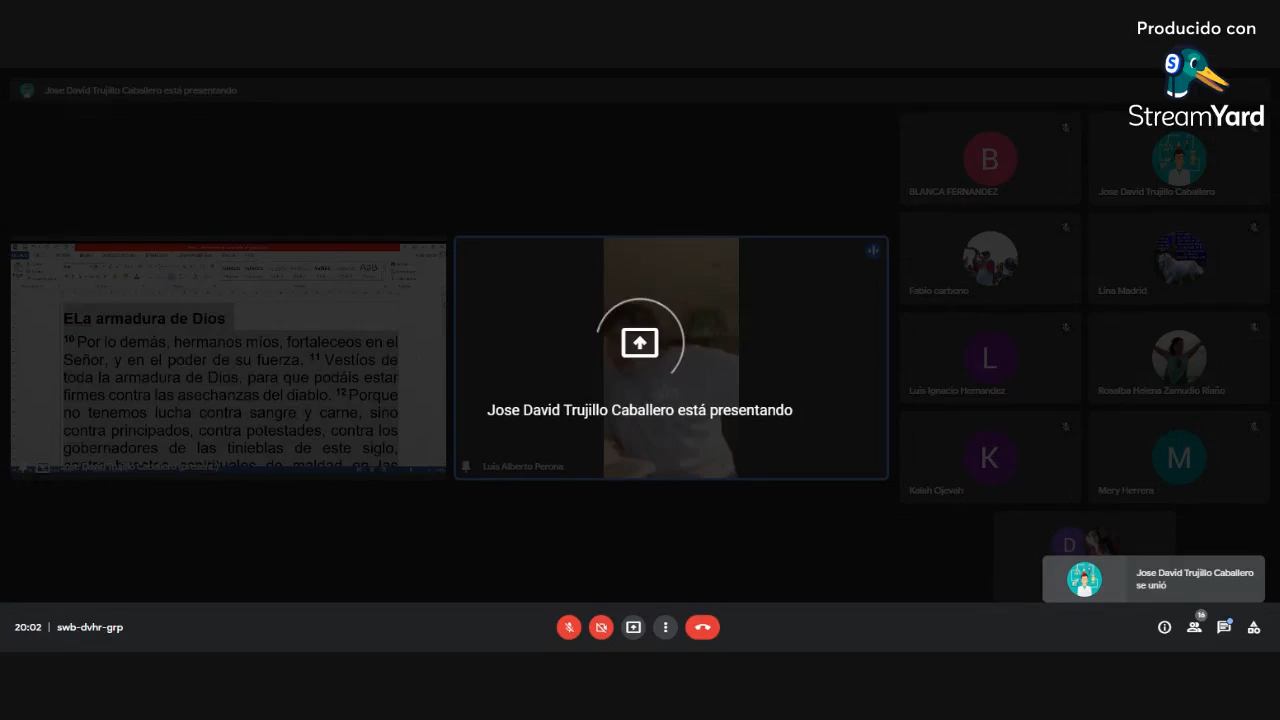 Producido con
StreamYard
Jose David Trujillo Caballero está presentando
B
BLANCA FERNANDEZ
Jose David Trujillo Caballero
Fabio carbono
Lina Madrid
L
Luis Ignacio Hernandez
Rosalba Helena Zamudio Riaño
K
Kaiah Ojevah
M
Mery Herrera
D
ELa armadura de Dios
10 Por lo demás, hermanos míos, fortaleceos en el
Señor, y en el poder de su fuerza. 11 Vestíos de
toda la armadura de Dios, para que podáis estar
firmes contra las asechanzas del diablo. 12 Porque
no tenemos lucha contra sangre y carne, sino
contra principados, contra potestades, contra los
gobernadores de las tinieblas de este siglo,
Jose David Trujillo Caballero está presentando
Luis Alberto Perona
Jose David Trujillo Caballero
se unió
20:02 | swb-dvhr-grp
16